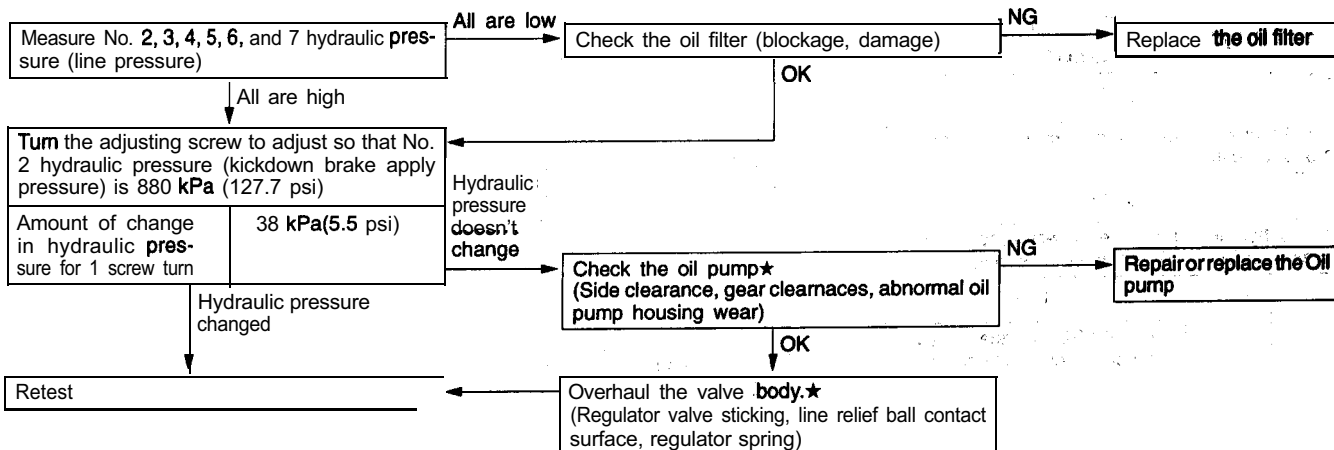 Measure No. 2, 3, 4, 5, 6, and 7 hydraulic pres-
sure (line pressure)
All are low
Check the oil filter (blockage, damage)
NG
Replace the oil filter
OK
All are high
Turn the adjusting screw to adjust so that No.
2 hydraulic pressure (kickdown brake apply
pressure) is 880 kPa (127.7 psi)
Amount of change
in hydraulic pres-
sure for 1 screw turn
38 kPa(5.5 psi)
Hydraulic
pressure
doesn't
change
Check the oil pump★
(Side clearance, gear clearnaces, abnormal oil
pump housing wear)
NG
Repair or replace the Oil
pump
Hydraulic pressure
changed
OK
Retest
Overhaul the valve body.★
(Regulator valve sticking, line relief ball contact
surface, regulator spring)